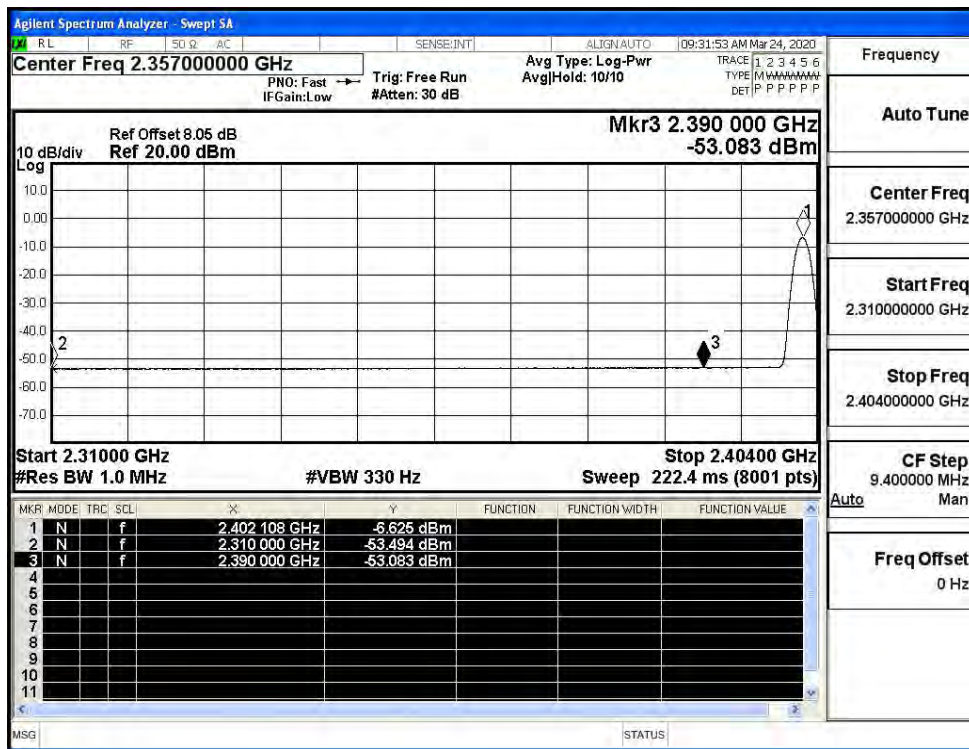 Agilent Spectrum Analyzer - Swept SA
LXI RL RF 50 Ω AC SENSE:INT ALIGNAUTO 09:31:53 AM Mar 24, 2020
Center Freq 2.357000000 GHz
PNO: Fast
IFGain:Low
Trig: Free Run
#Atten: 30 dB
Avg Type: Log-Pwr
Avg|Hold: 10/10
TRACE 1 2 3 4 5 6
TYPE MWWWWW
DET P P P P P P
Ref Offset 8.05 dB
10 dB/div Ref 20.00 dBm
Log
Mkr3 2.390 000 GHz
-53.083 dBm
10.0
0.00
-10.0
-20.0
-30.0
-40.0
-50.0
-60.0
-70.0
1
2
3
Start 2.31000 GHz Stop 2.40400 GHz
#Res BW 1.0 MHz #VBW 330 Hz Sweep 222.4 ms (8001 pts)
MKR MODE TRC SCL X Y FUNCTION FUNCTION WIDTH FUNCTION VALUE
1 N f 2.402 108 GHz -6.625 dBm
2 N f 2.310 000 GHz -53.494 dBm
3 N f 2.390 000 GHz -53.083 dBm
4
5
6
7
8
9
10
11
MSG STATUS
Frequency
Auto Tune
Center Freq
2.357000000 GHz
Start Freq
2.310000000 GHz
Stop Freq
2.404000000 GHz
CF Step
9.400000 MHz
Auto Man
Freq Offset
0 Hz